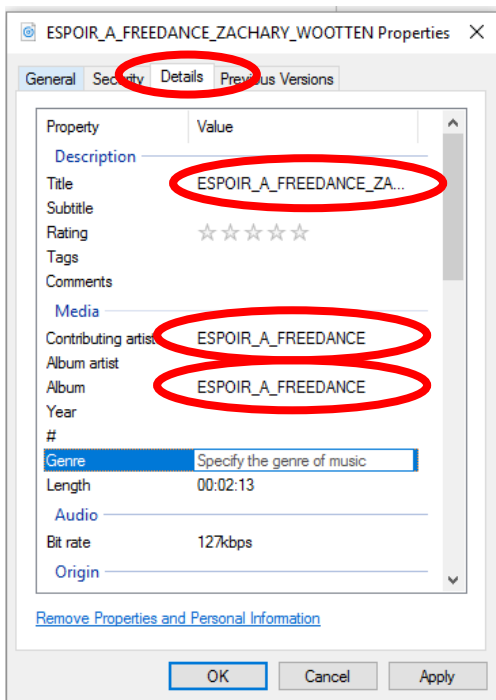 ESPOIR_A_FREEDANCE_ZACHARY_WOOTTEN Properties
General Security Details Previous Versions
Property Value
Description
Title ESPOIR_A_FREEDANCE_ZA...
Subtitle
Rating
Tags
Comments
Media
Contributing artist ESPOIR_A_FREEDANCE
Album artist
Album ESPOIR_A_FREEDANCE
Year
#
Genre Specify the genre of music
Length 00:02:13
Audio
Bit rate 127kbps
Origin
Remove Properties and Personal Information
OK Cancel Apply